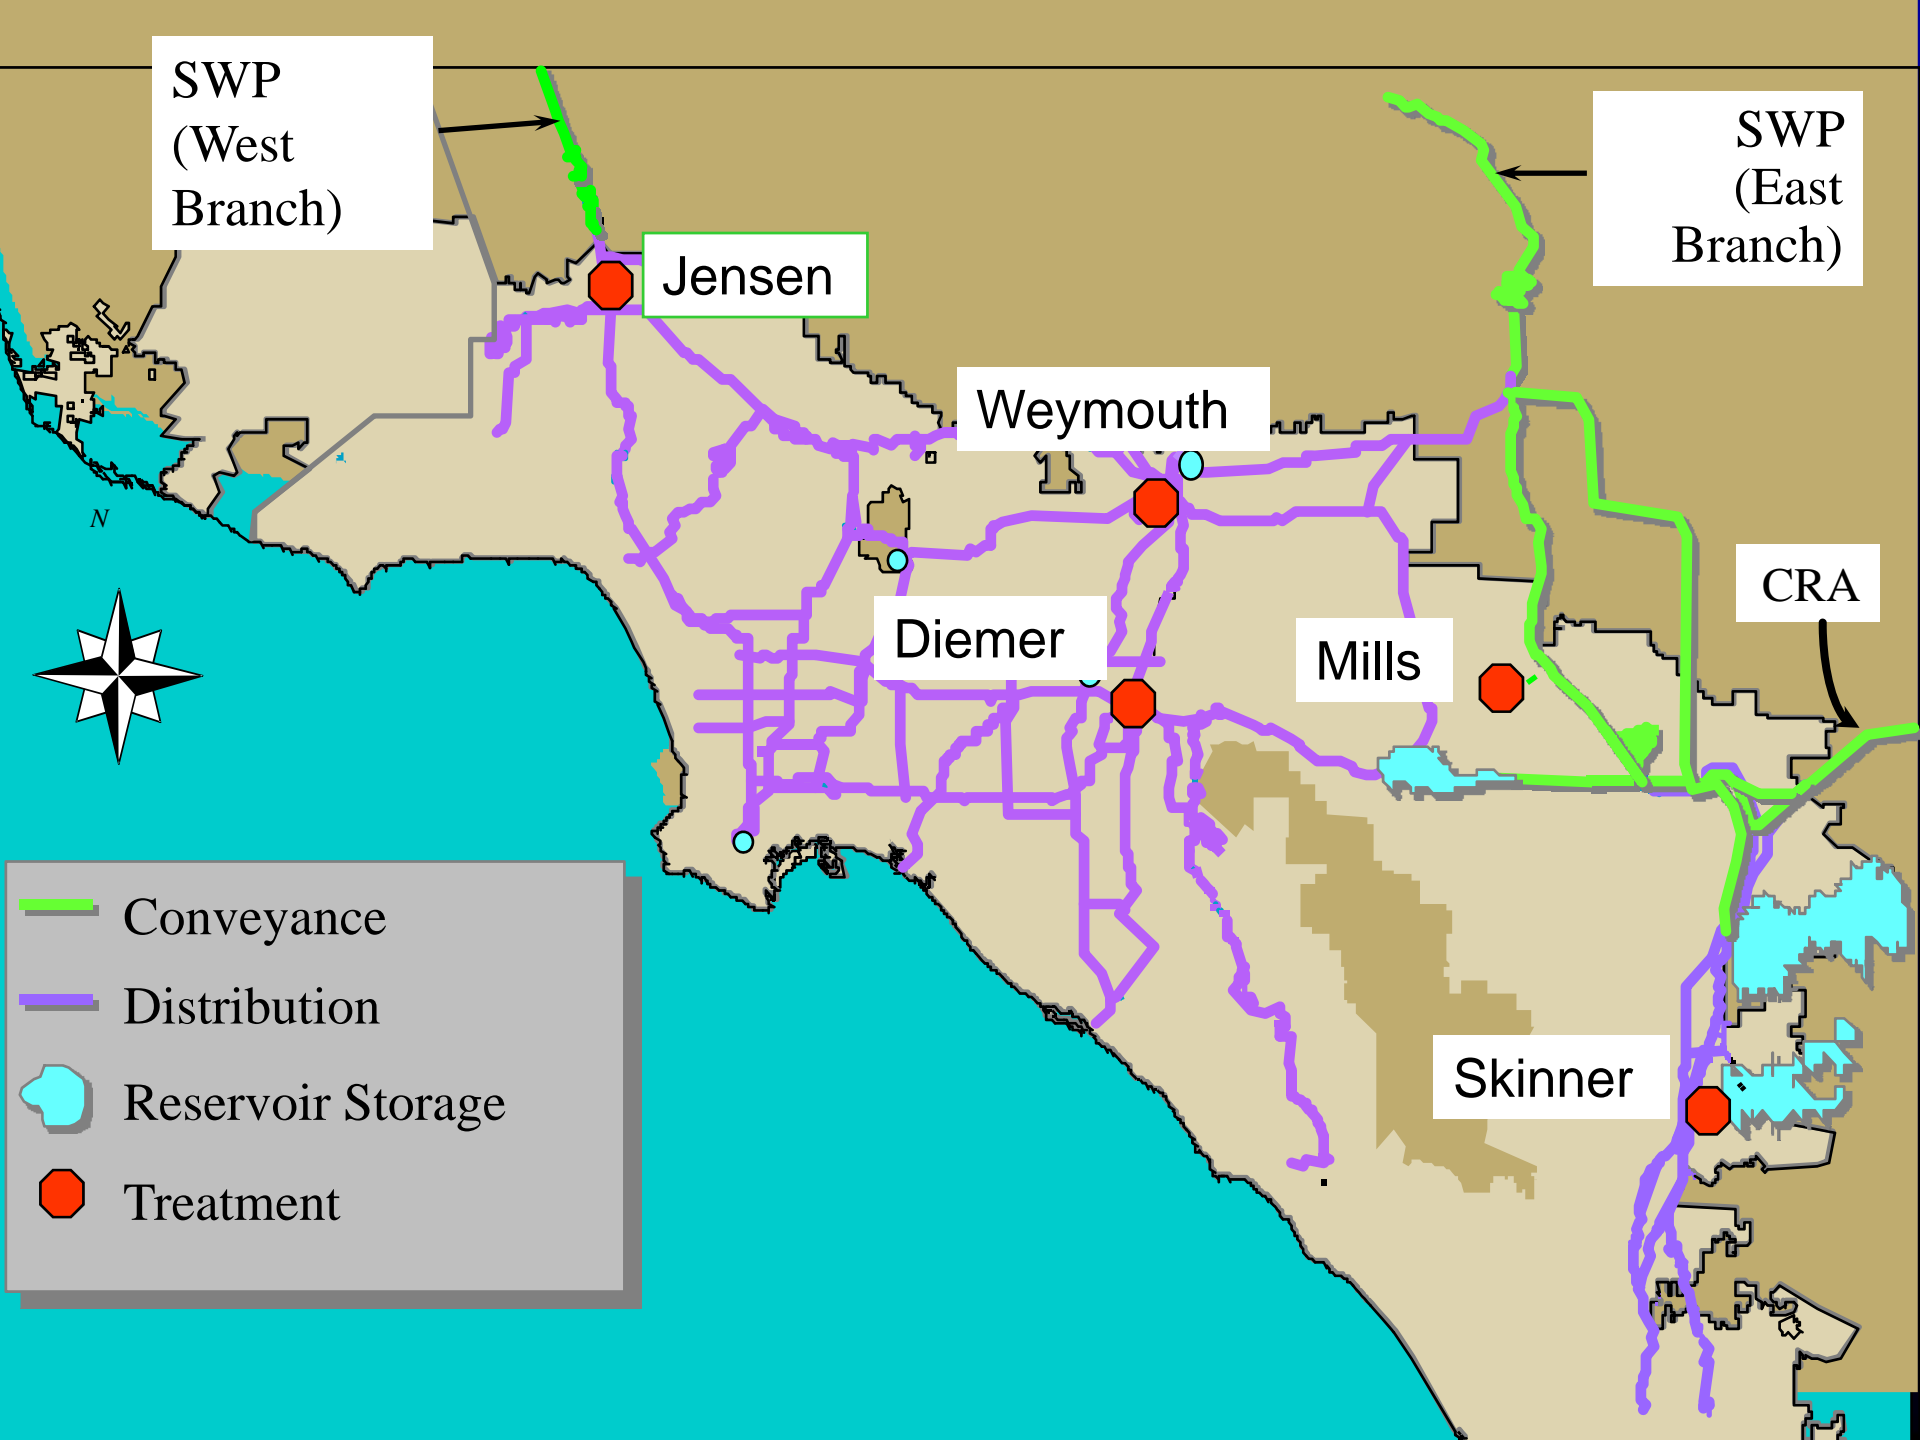 SWP
(West
Branch)
SWP
(East
Branch)
Jensen
Weymouth
N
CRA
Diemer
Mills
Conveyance
Distribution
Skinner
Reservoir Storage
Treatment